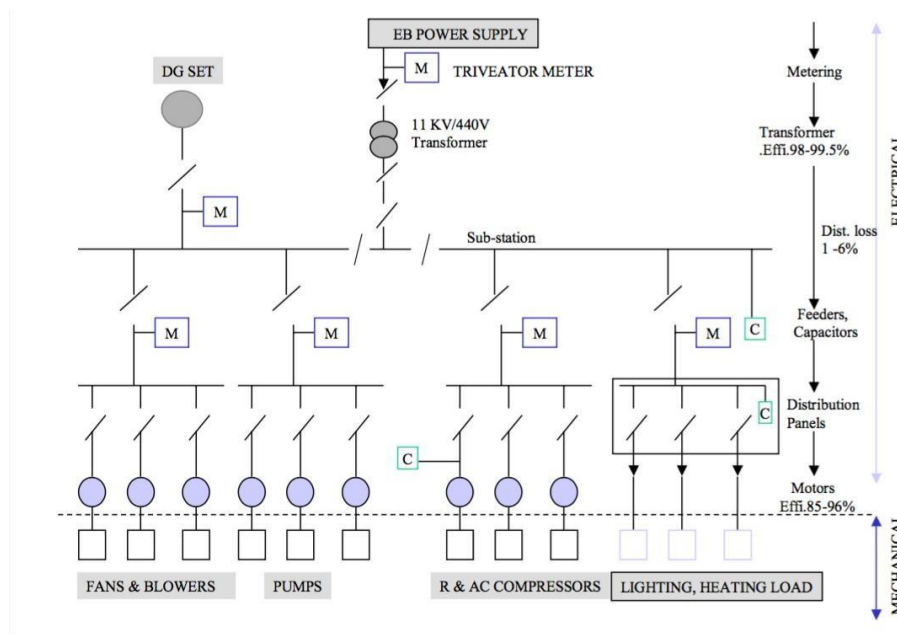 EB POWER SUPPLY
DG SET
M
TRIVEATOR METER
Metering
11 KV/440V
Transformer
Transformer
.Effi.98-99.5%
M
ELECTRICAL
Sub-station
Dist. loss
1 -6%
M
M
M
M
C
Feeders,
Capacitors
C
Distribution
Panels
C
Motors
Effi.85-96%
FANS & BLOWERS
PUMPS
R & AC COMPRESSORS
LIGHTING, HEATING LOAD
MECHANICAL